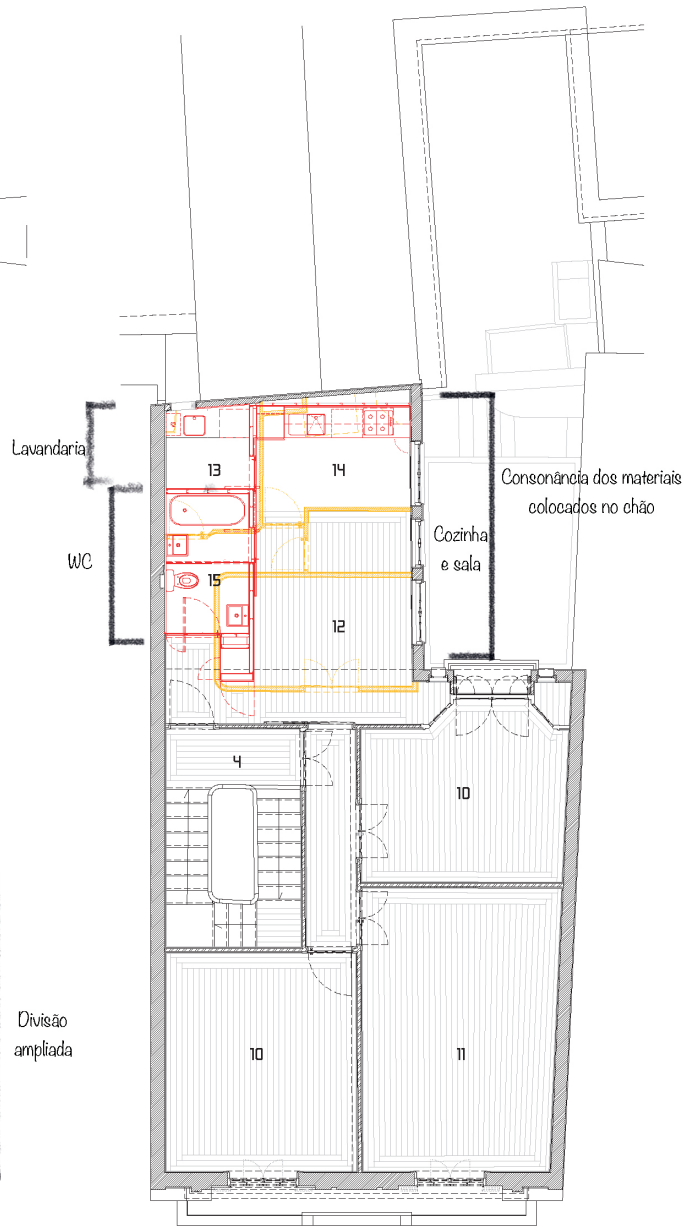 Lavandaria
13
14
Consonância dos materiais
colocados no chão
Cozinha
e sala
WC
15
12
4
10
Divisão
ampliada
10
11